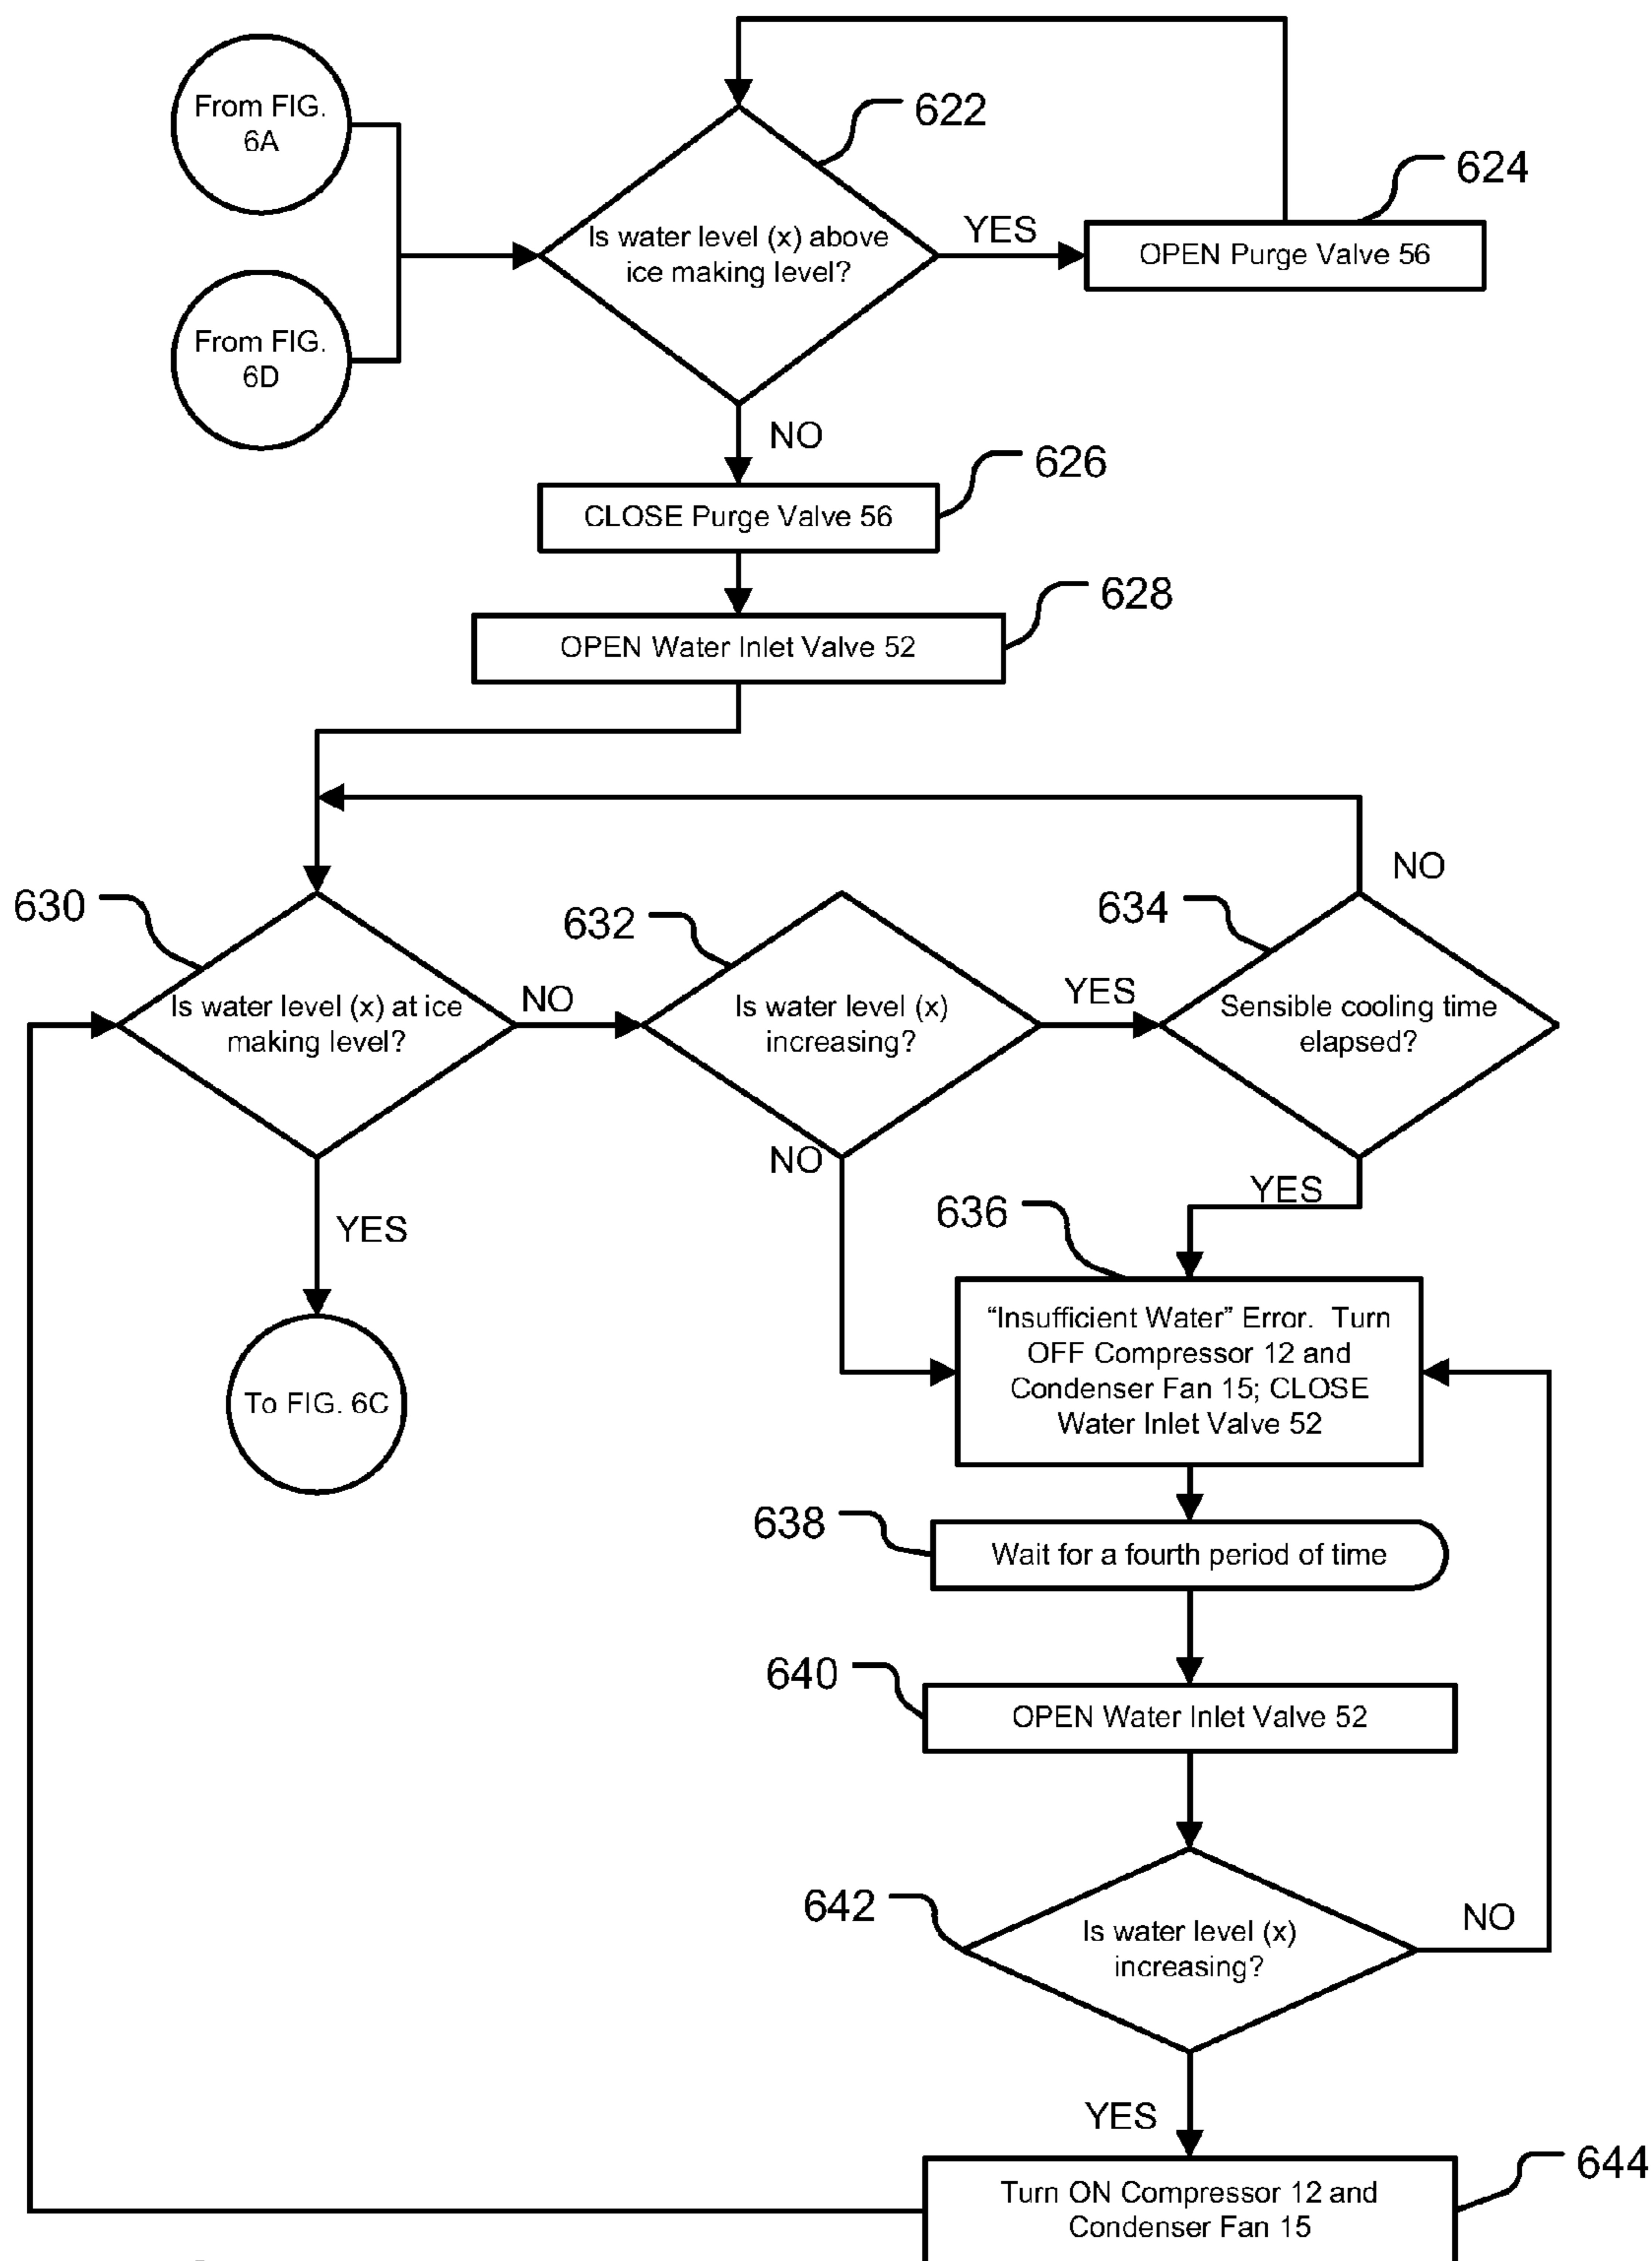 From FIG.
6A
622
624
Is water level (x) above
ice making level?
YES
OPEN Purge Valve 56
From FIG.
6D
NO
626
CLOSE Purge Valve 56
628
OPEN Water Inlet Valve 52
NO
630
632
634
Is water level (x) at ice
making level?
NO
Is water level (x)
increasing?
YES
Sensible cooling time
elapsed?
NO
YES
636
YES
“Insufficient Water” Error. Turn
OFF Compressor 12 and
Condenser Fan 15; CLOSE
Water Inlet Valve 52
To FIG. 6C
638
Wait for a fourth period of time
640
OPEN Water Inlet Valve 52
642
Is water level (x)
increasing?
NO
YES
644
Turn ON Compressor 12 and
Condenser Fan 15